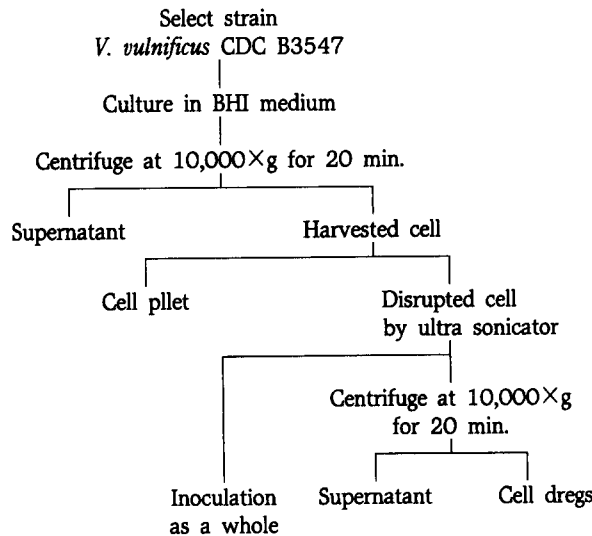 Select strain
V. vulnificus CDC B3547
Culture in BHI medium
Centrifuge at 10,000×g for 20 min.
Supernatant
Harvested cell
Cell pllet
Disrupted cell
by ultra sonicator
Centrifuge at 10,000×g
for 20 min.
Inoculation
as a whole
Supernatant
Cell dregs